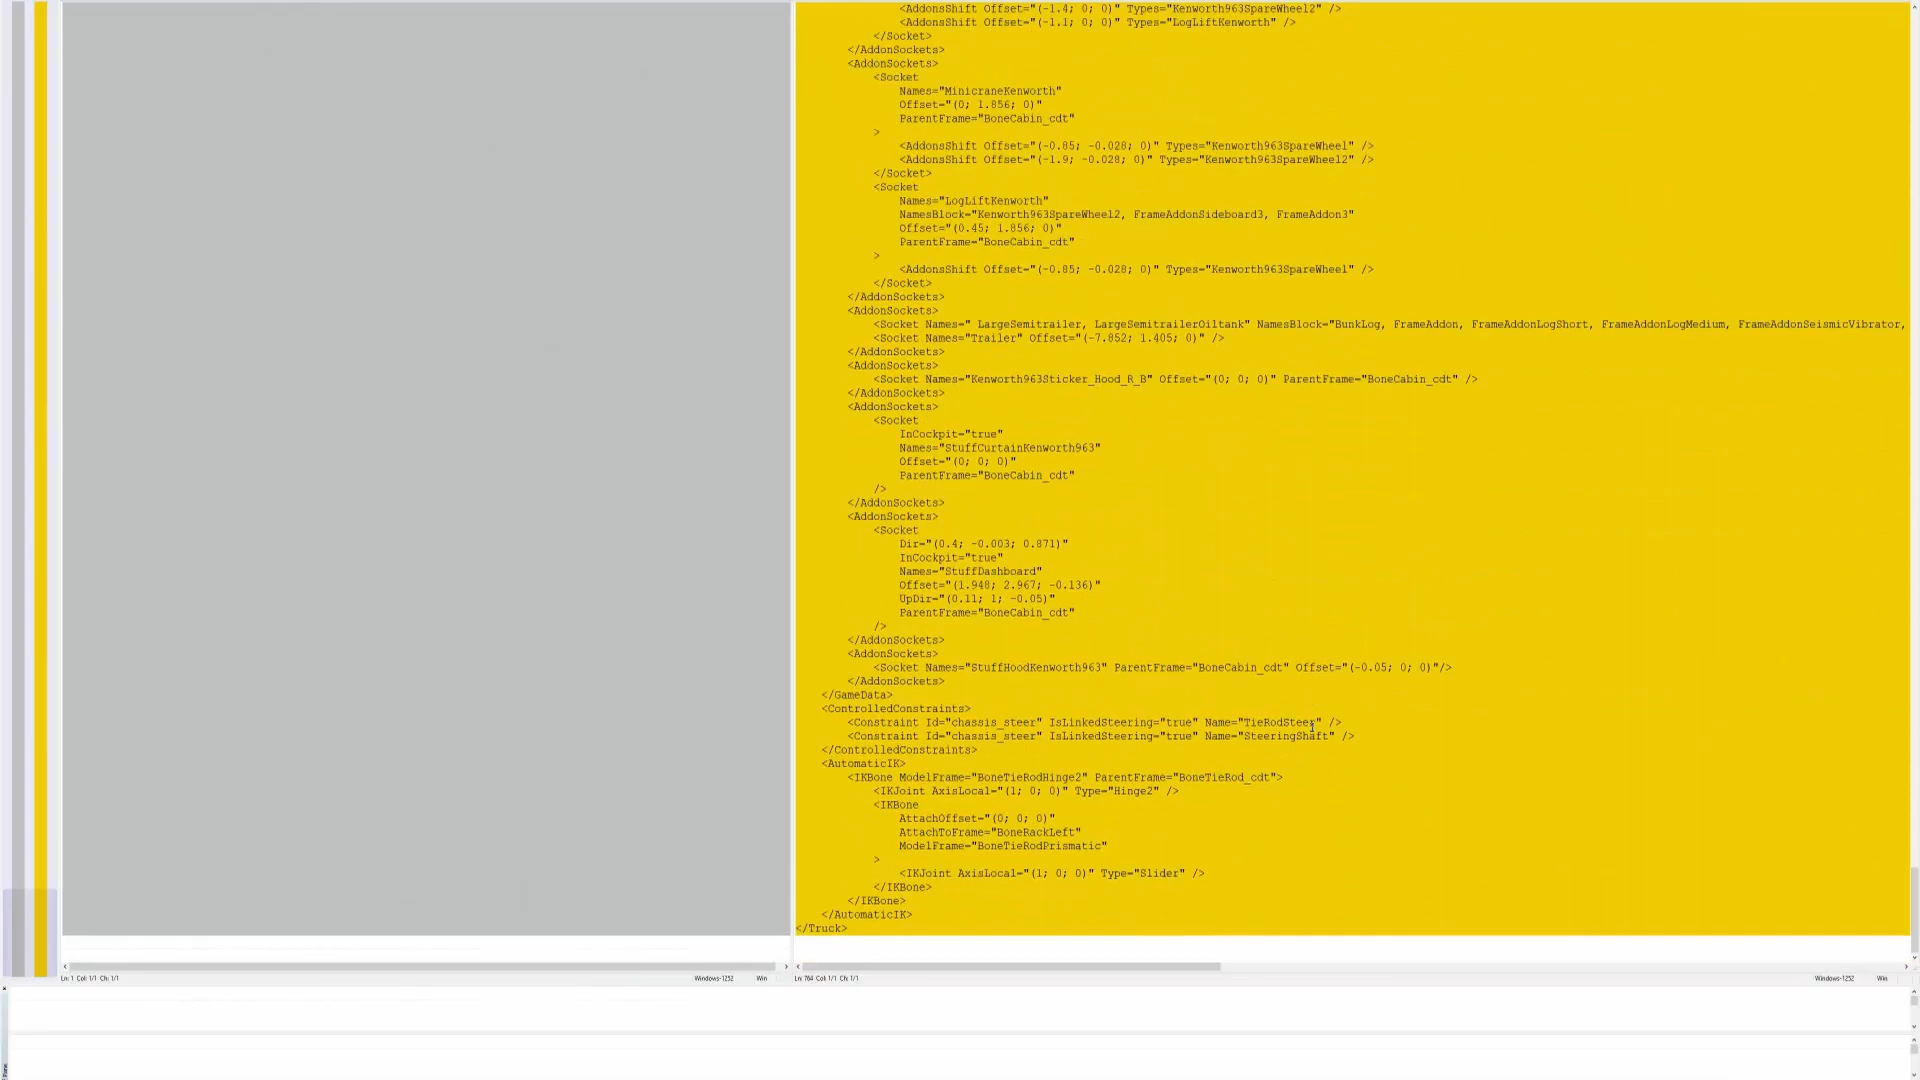 <AddonsShift Offset="(-1.4; 0; 0)" Types="Kenworth963SpareWheel2" />
<AddonsShift Offset="(-1.1; 0; 0)" Types="LogLiftKenworth" />
</Socket>
</AddonSockets>
<AddonSockets>
<Socket
Names="MinicraneKenworth"
Offset="(0; 1.856; 0)"
ParentFrame="BoneCabin_cdt"
>
<AddonsShift Offset="(-0.85; -0.028; 0)" Types="Kenworth963SpareWheel" />
<AddonsShift Offset="(-1.9; -0.028; 0)" Types="Kenworth963SpareWheel2" />
</Socket>
<Socket
Names="LogLiftKenworth"
NamesBlock="Kenworth963SpareWheel2, FrameAddonSideboard3, FrameAddon3"
Offset="(0.45; 1.856; 0)"
ParentFrame="BoneCabin_cdt"
>
<AddonsShift Offset="(-0.85; -0.028; 0)" Types="Kenworth963SpareWheel" />
</Socket>
</AddonSockets>
<AddonSockets>
<Socket Names=" LargeSemitrailer, LargeSemitrailerOiltank" NamesBlock="BunkLog, FrameAddon, FrameAddonLogShort, FrameAddonLogMedium, FrameAddonSeismicVibrator,
<Socket Names="Trailer" Offset="(-7.852; 1.405; 0)" />
</AddonSockets>
<AddonSockets>
<Socket Names="Kenworth963Sticker_Hood_R_B" Offset="(0; 0; 0)" ParentFrame="BoneCabin_cdt" />
</AddonSockets>
<AddonSockets>
<Socket
InCockpit="true"
Names="StuffCurtainKenworth963"
Offset="(0; 0; 0)"
ParentFrame="BoneCabin_cdt"
/>
</AddonSockets>
<AddonSockets>
<Socket
Dir="(0.4; -0.003; 0.871)"
InCockpit="true"
Names="StuffDashboard"
Offset="(1.948; 2.967; -0.136)"
UpDir="(0.11; 1; -0.05)"
ParentFrame="BoneCabin_cdt"
/>
</AddonSockets>
<AddonSockets>
<Socket Names="StuffHoodKenworth963" ParentFrame="BoneCabin_cdt" Offset="(-0.05; 0; 0)"/>
</AddonSockets>
</GameData>
<ControlledConstraints>
<Constraint Id="chassis_steer" IsLinkedSteering="true" Name="TieRodSteer" />
<Constraint Id="chassis_steer" IsLinkedSteering="true" Name="SteeringShaft" />
</ControlledConstraints>
<AutomaticIK>
<IKBone ModelFrame="BoneTieRodHinge2" ParentFrame="BoneTieRod_cdt">
<IKJoint AxisLocal="(1; 0; 0)" Type="Hinge2" />
<IKBone
AttachOffset="(0; 0; 0)"
AttachToFrame="BoneRackLeft"
ModelFrame="BoneTieRodPrismatic"
>
<IKJoint AxisLocal="(1; 0; 0)" Type="Slider" />
</IKBone>
</IKBone>
</AutomaticIK>
</Truck>
Ln: 1 Col: 1/1 Ch: 1/1 Windows-1252 Win
Ln: 764 Col: 1/1 Ch: 1/1 Windows-1252 Win